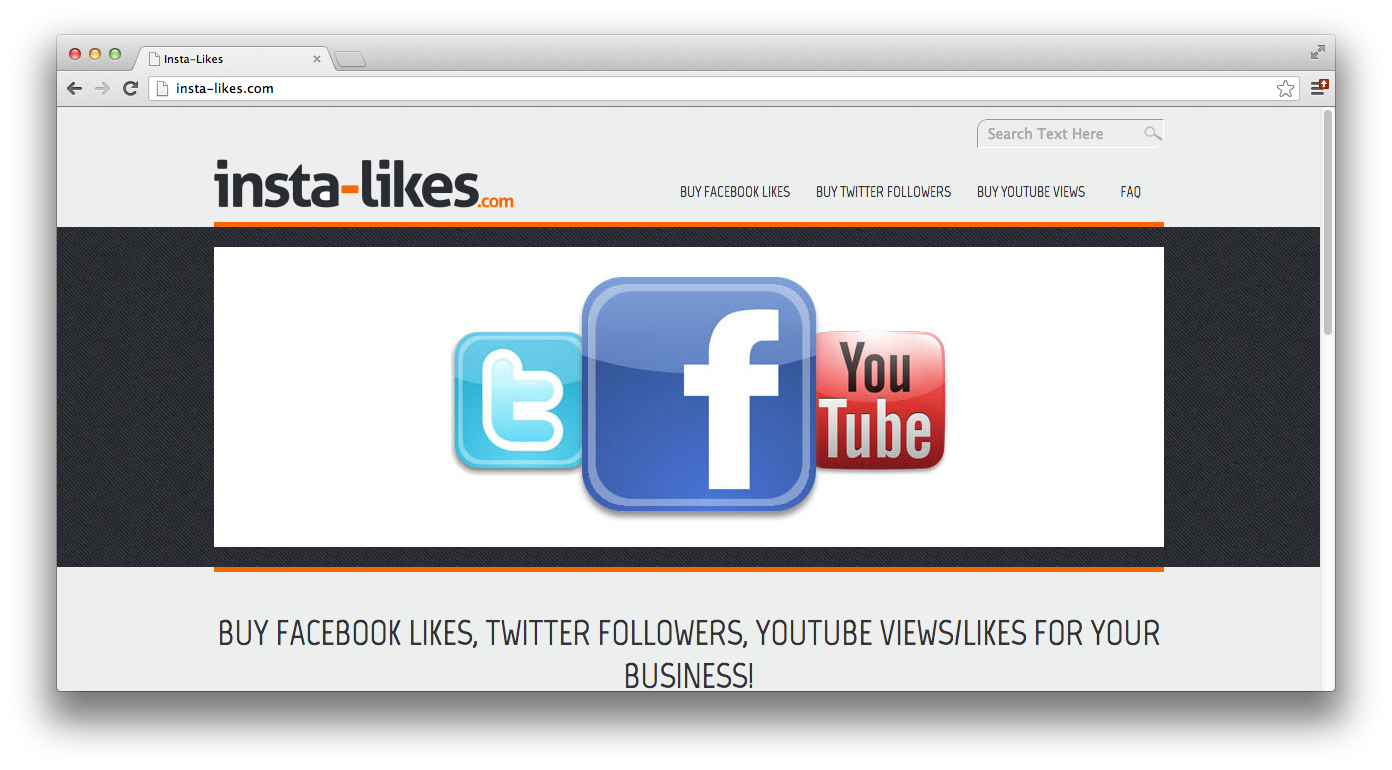 Insta-Likes
insta-likes.com
Search Text Here
insta-likes.com
BUY FACEBOOK LIKES BUY TWITTER FOLLOWERS BUY YOUTUBE VIEWS FAQ
t f You
Tube
BUY FACEBOOK LIKES, TWITTER FOLLOWERS, YOUTUBE VIEWS/LIKES FOR YOUR
BUSINESS!